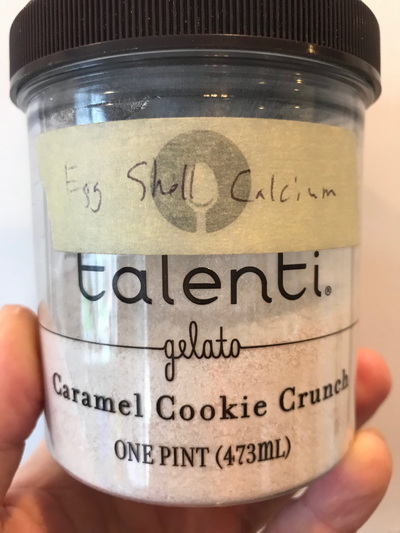 Egg Shell Calcium
talenti®
gelato
Caramel Cookie Crunch
ONE PINT (473mL)